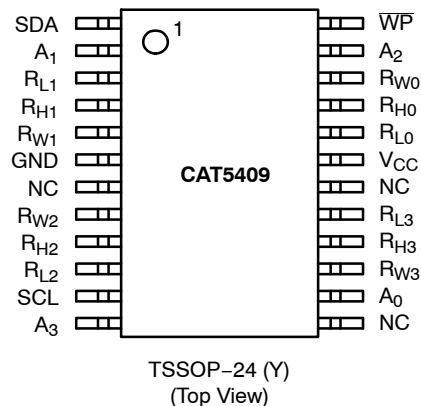 SDA
A1
RL1
RH1
RW1
GND
NC
RW2
RH2
RL2
SCL
A3
1
CAT5409
W̅P̅
A2
RW0
RH0
RL0
VCC
NC
RL3
RH3
RW3
A0
NC
TSSOP−24 (Y)
(Top View)